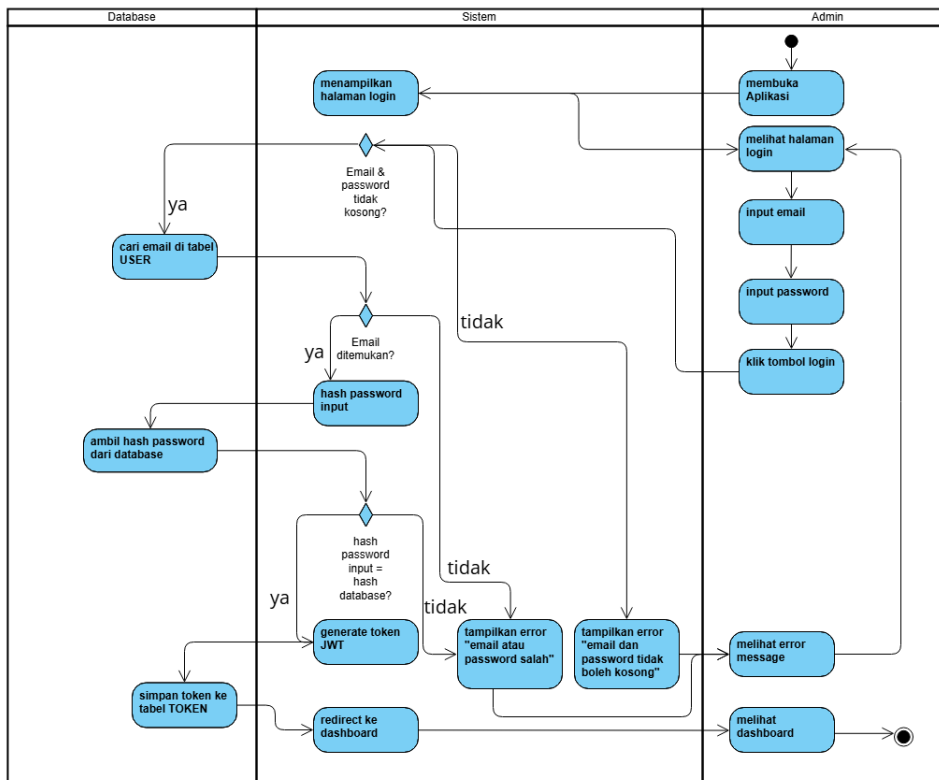 Database
Sistem
Admin
menampilkan
halaman login
membuka
Aplikasi
melihat halaman
login
Email &
password
tidak
kosong?
ya
input email
cari email di tabel
USER
input password
tidak
Email
ditemukan?
ya
klik tombol login
hash password
input
ambil hash password
dari database
hash
password
input =
hash
database?
tidak
ya
tidak
generate token
JWT
tampilkan error
"email atau
password salah"
tampilkan error
"email dan
password tidak
boleh kosong"
melihat error
message
simpan token ke
tabel TOKEN
redirect ke
dashboard
melihat
dashboard